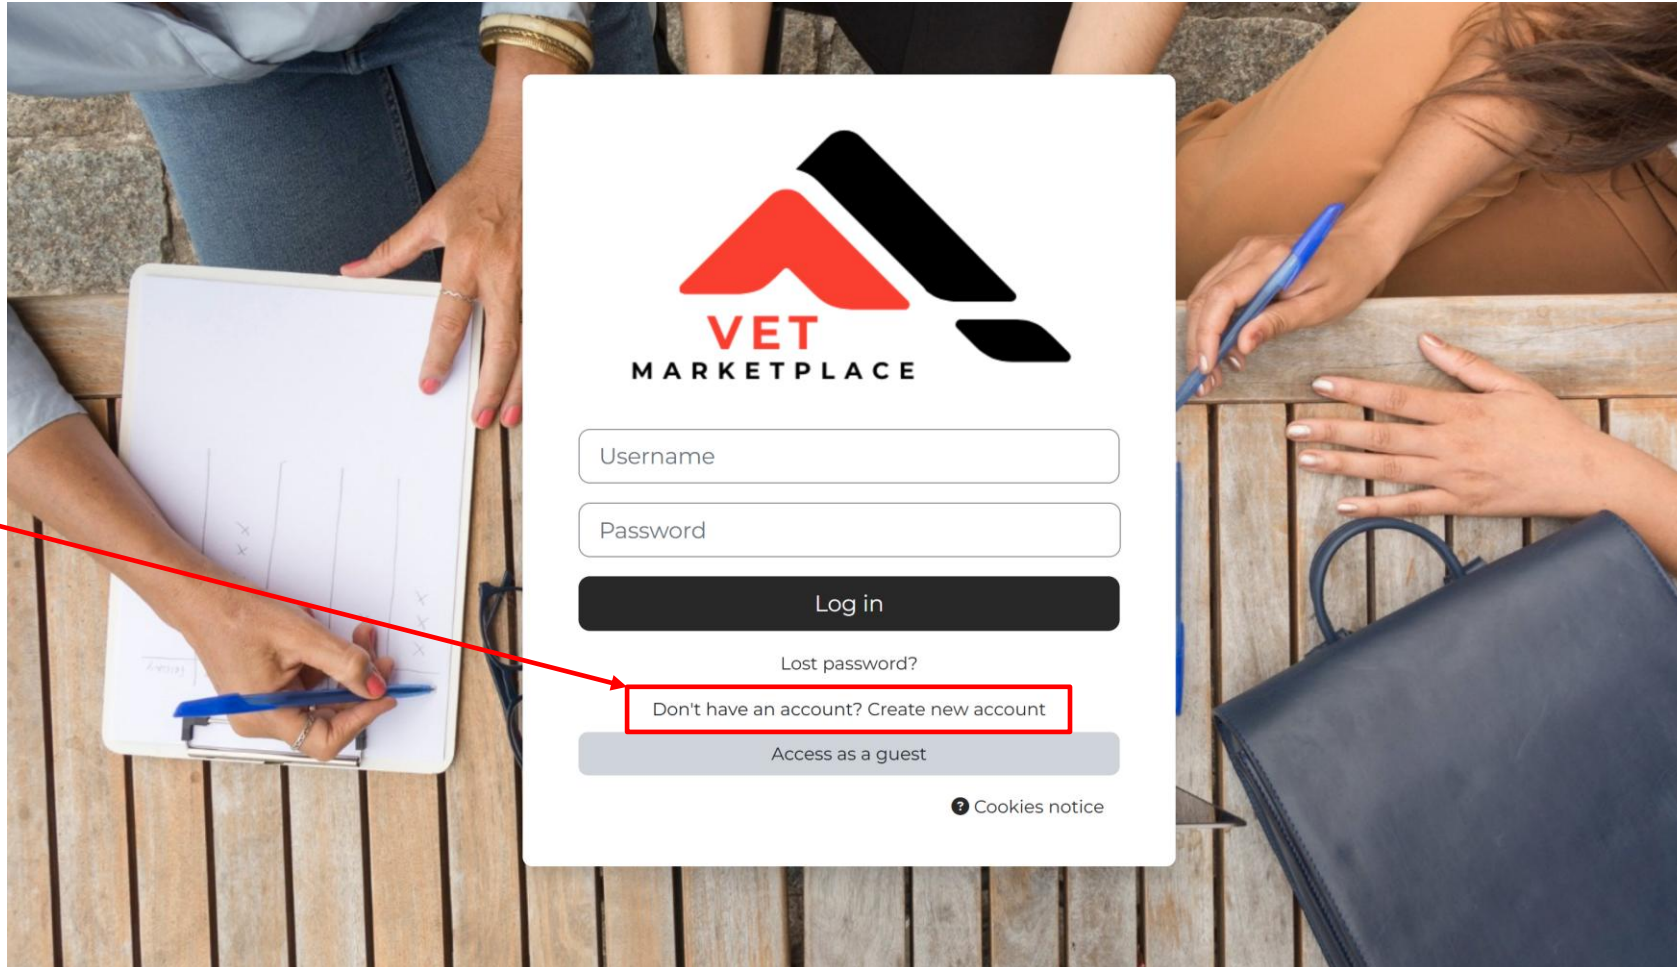 VET
MARKETPLACE
Username
Password
Log in
Lost password?
Don't have an account? Create new account
Access as a guest
Cookies notice